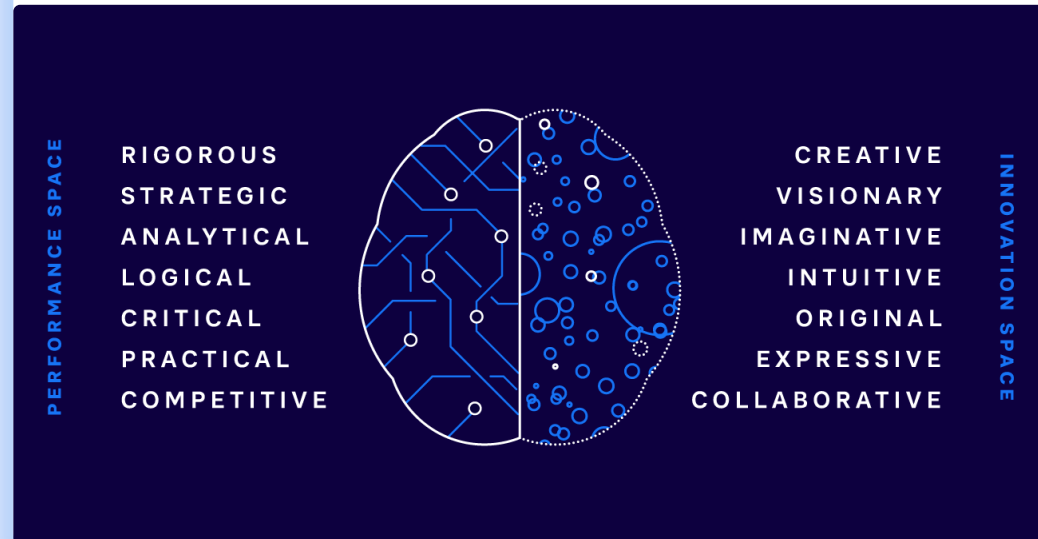 PERFORMANCE SPACE
RIGOROUS
STRATEGIC
ANALYTICAL
LOGICAL
CRITICAL
PRACTICAL
COMPETITIVE
CREATIVE
VISIONARY
IMAGINATIVE
INTUITIVE
ORIGINAL
EXPRESSIVE
COLLABORATIVE
INNOVATION SPACE